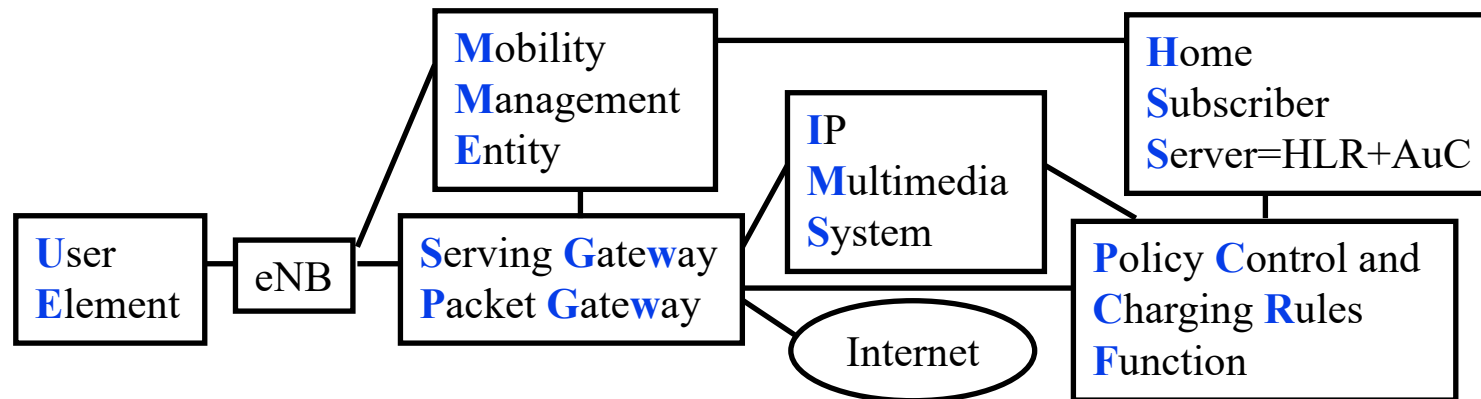 Mobility
Management
Entity
Home
Subscriber
Server=HLR+AuC
IP
Multimedia
System
User
Element
eNB
Serving Gateway
Packet Gateway
Internet
Policy Control and
Charging Rules
Function